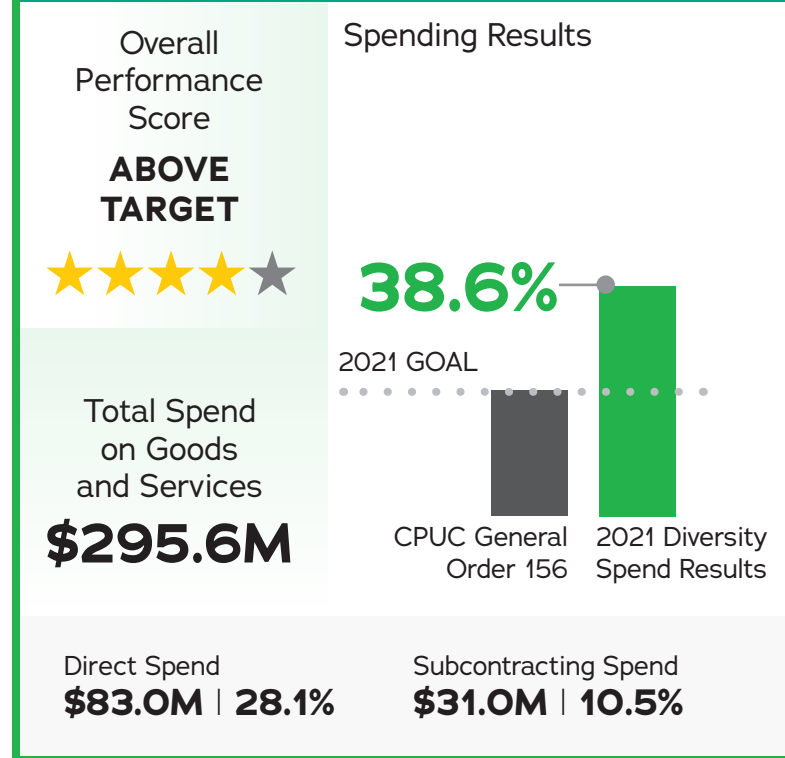 Overall
Performance
Score
ABOVE
TARGET
Total Spend
on Goods
and Services
$295.6M
Spending Results
38.6%
2021 GOAL
CPUC General
Order 156
2021 Diversity
Spend Results
Direct Spend
$83.0M | 28.1%
Subcontracting Spend
$31.0M | 10.5%